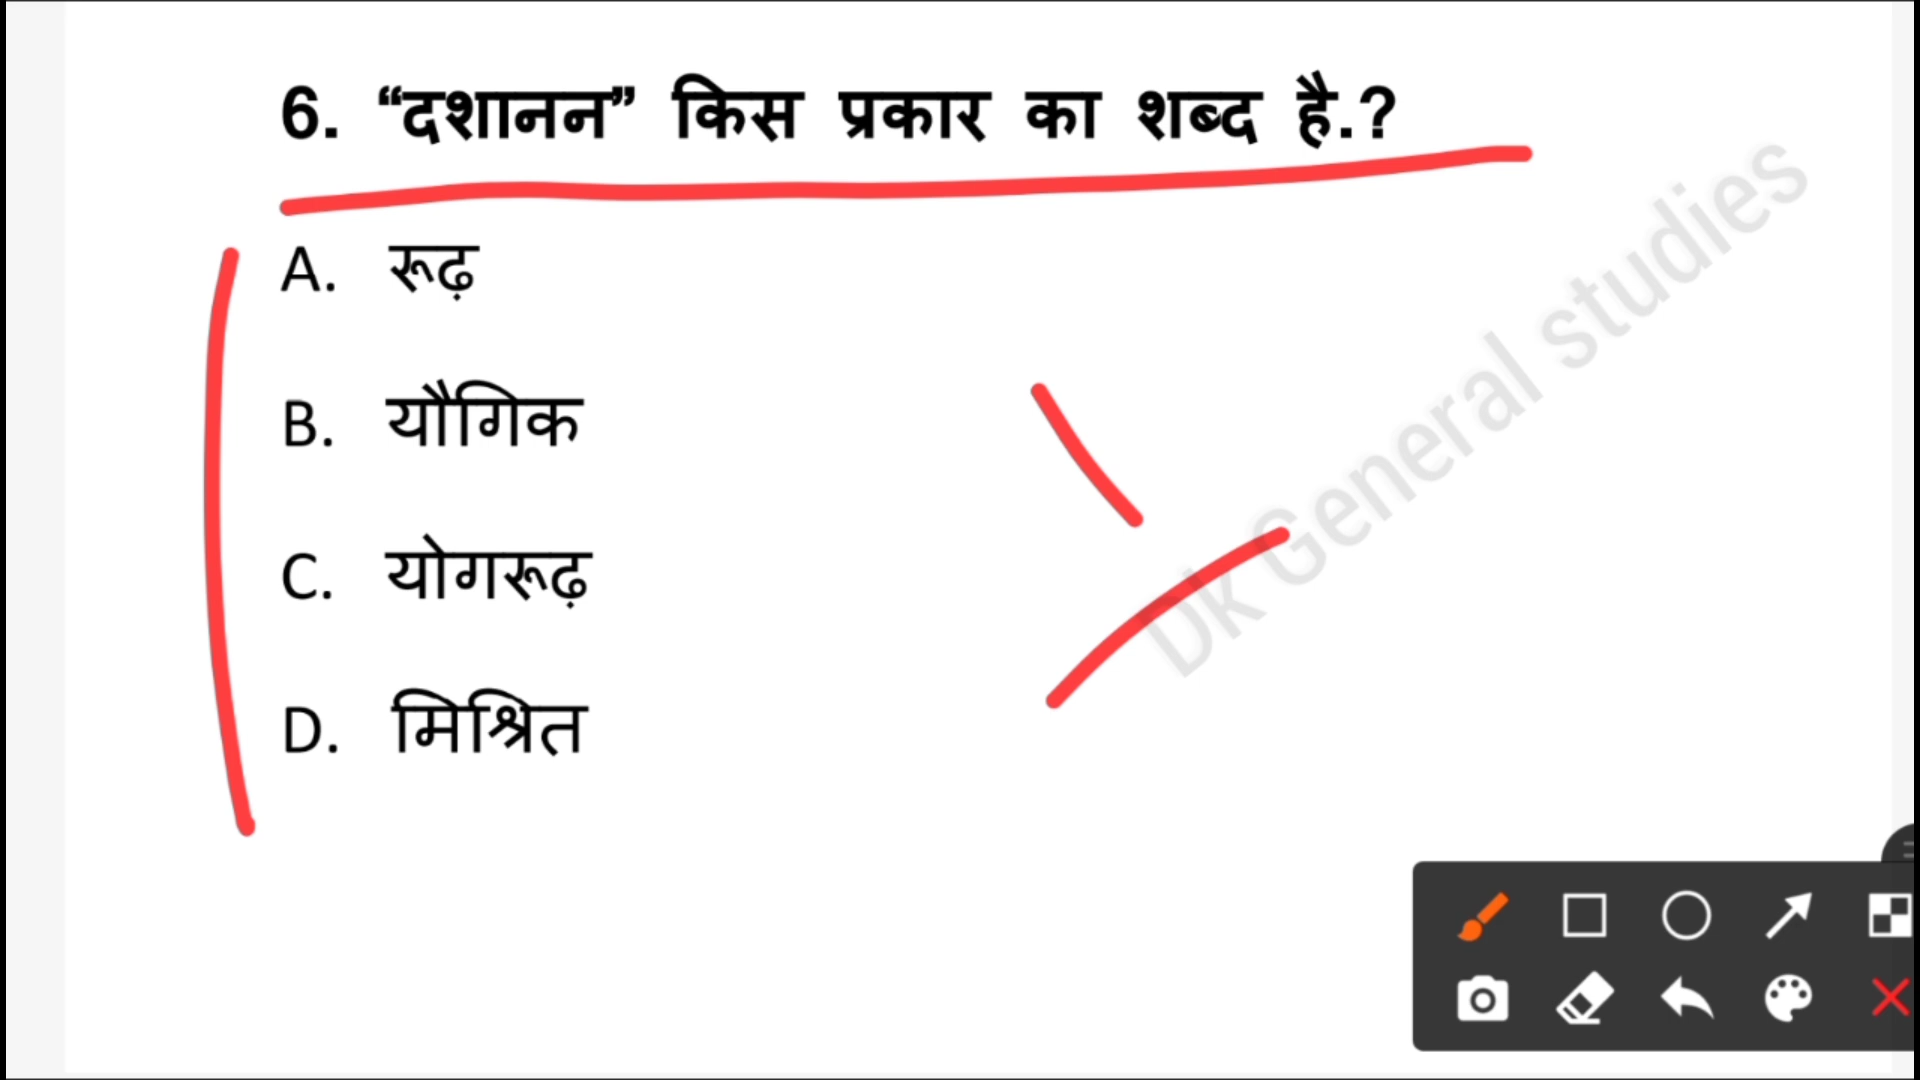 6. “दशानन” किस प्रकार का शब्द है.?
A. रूढ़
B. यौगिक
C. योगरूढ़
D. मिश्रित
Dk General studies